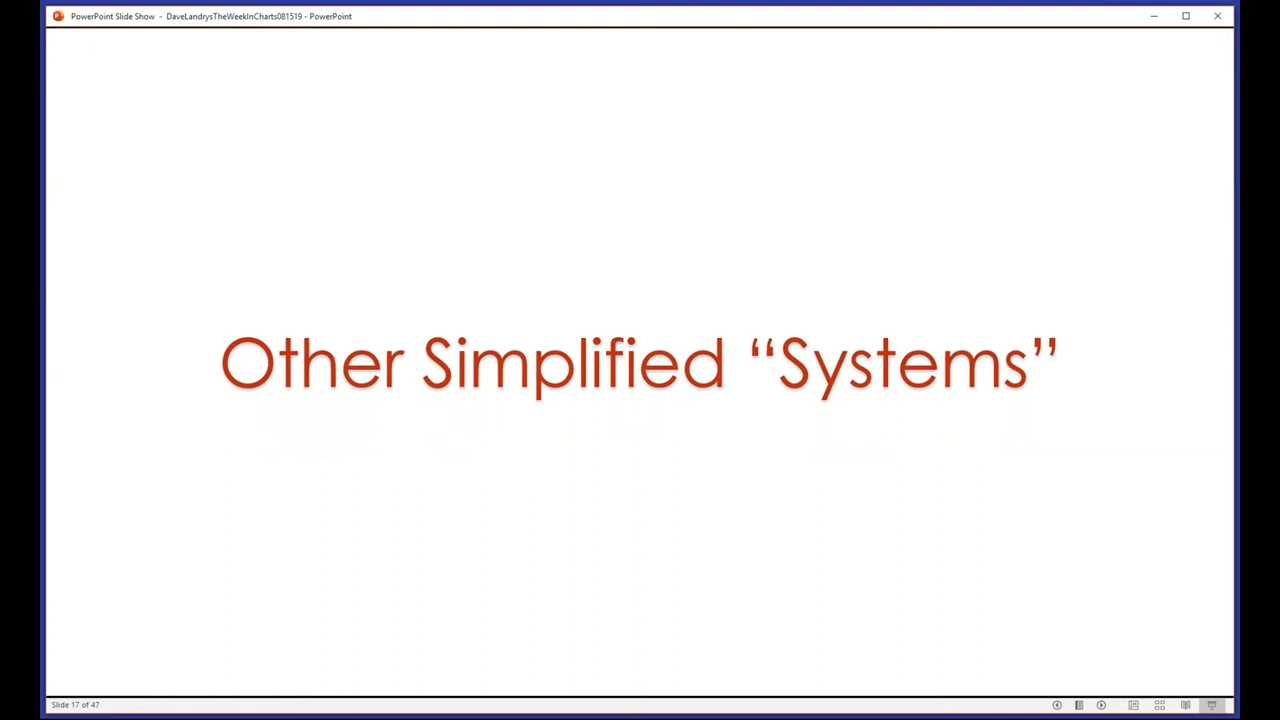 PowerPoint Slide Show - DaveLandrysTheWeekInCharts081519 - PowerPoint
Other Simplified “Systems”
Slide 17 of 47